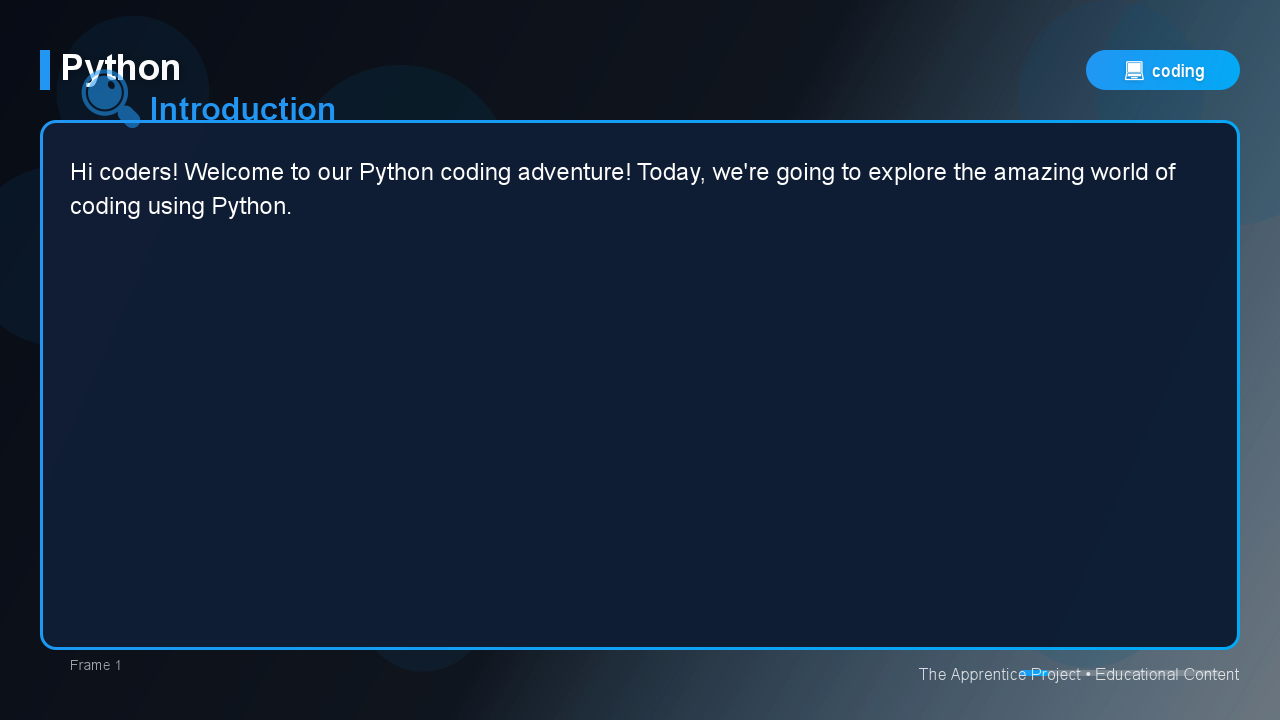 Python
coding
Introduction
Hi coders! Welcome to our Python coding adventure! Today, we're going to explore the amazing world of
coding using Python.
Frame 1
The Apprentice Project • Educational Content